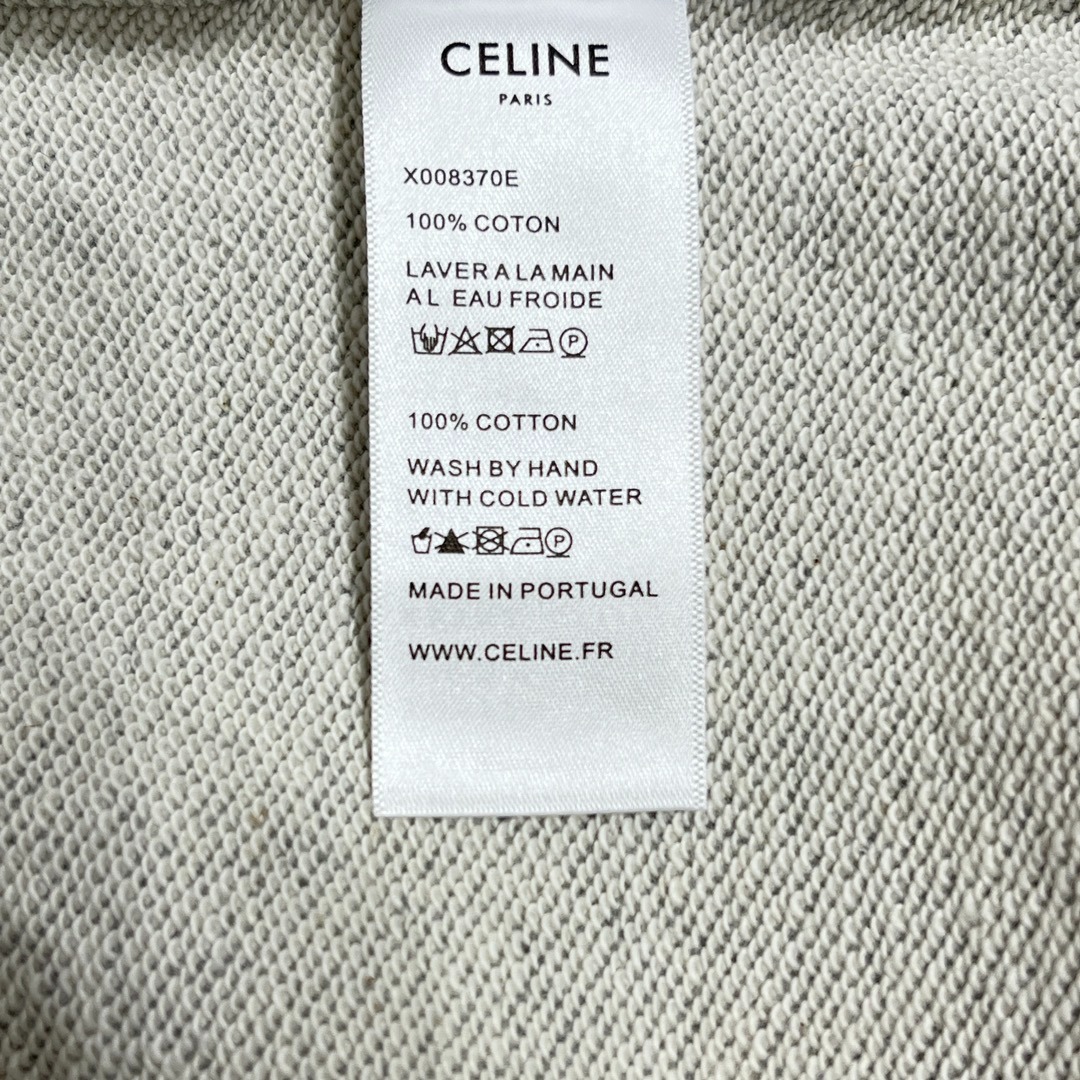 CELINE
PARIS
X008370E
100% COTON
LAVER A LA MAIN
A L EAU FROIDE
P
100% COTTON
WASH BY HAND
WITH COLD WATER
P
MADE IN PORTUGAL
WWW.CELINE.FR